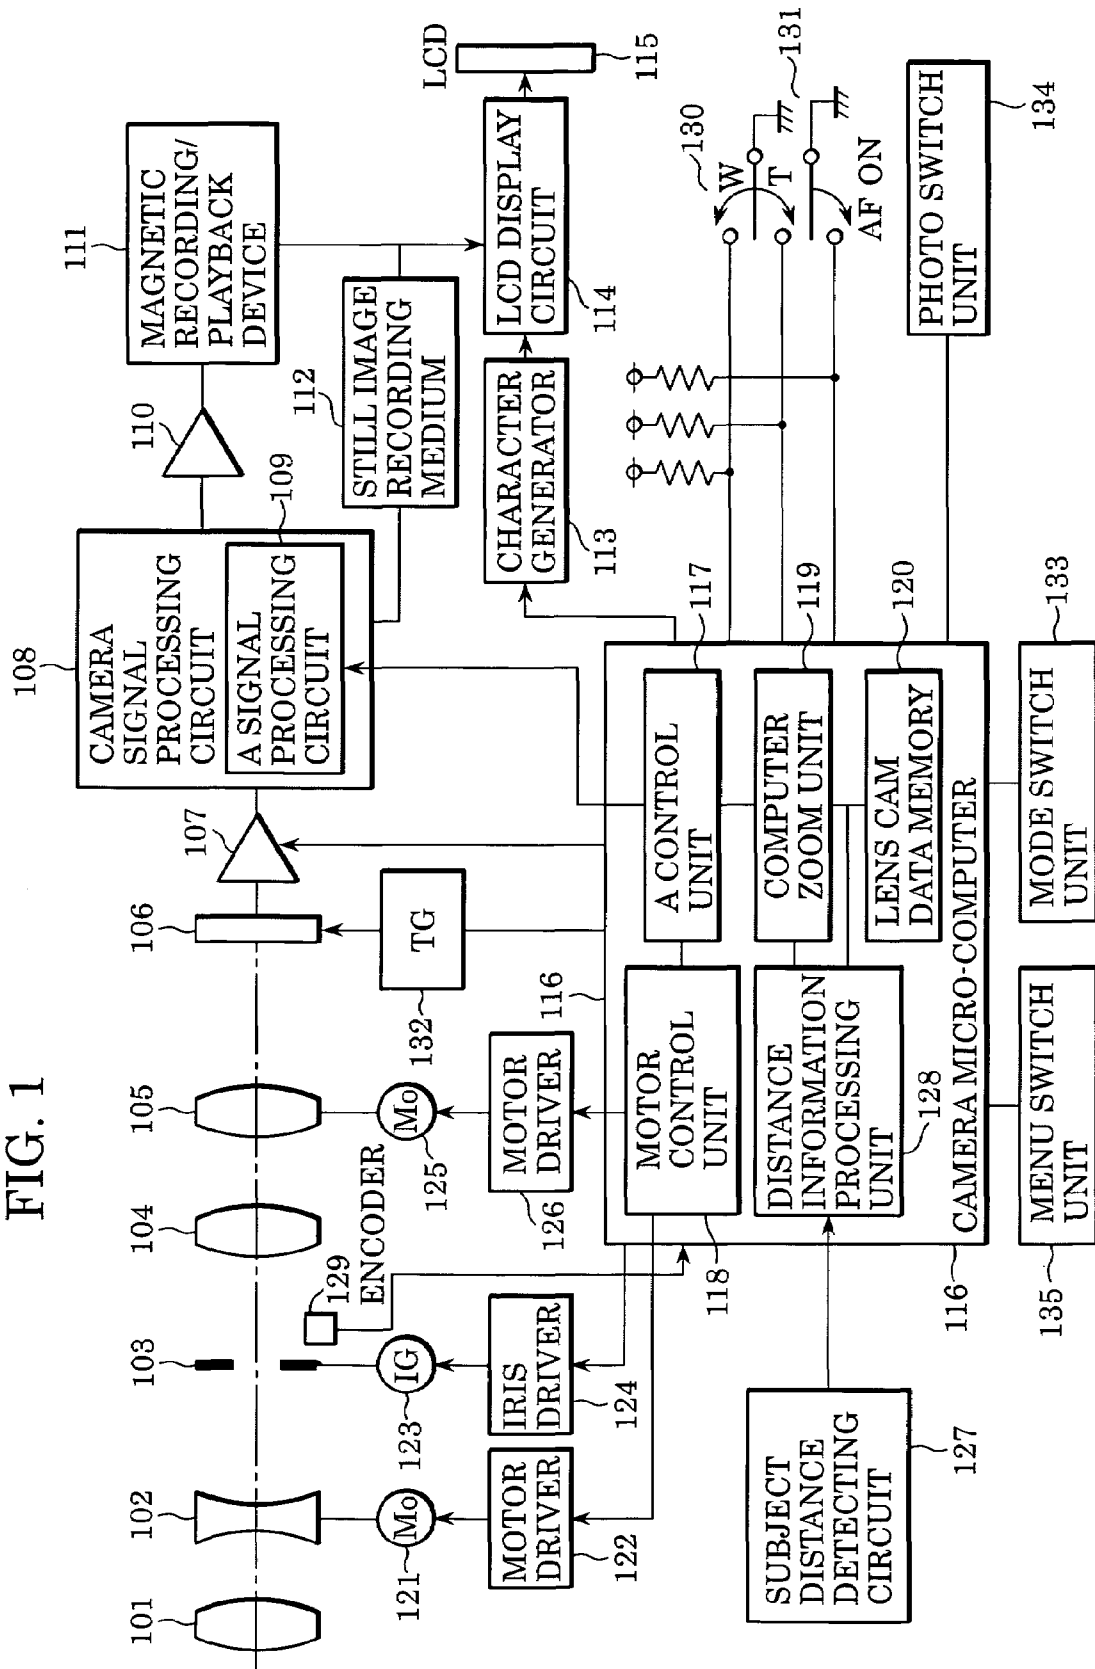 FIG. 1
101
102
103
104
105
106
107
108
CAMERA
SIGNAL
PROCESSING
CIRCUIT
109
A SIGNAL
PROCESSING
CIRCUIT
110
111
MAGNETIC
RECORDING/
PLAYBACK
DEVICE
129
ENCODER
121
Mo
123
IG
125
Mo
132
TG
112
STILL IMAGE
RECORDING
MEDIUM
LCD
115
122
MOTOR
DRIVER
124
IRIS
DRIVER
126
MOTOR
DRIVER
116
113
CHARACTER
GENERATOR
114
LCD DISPLAY
CIRCUIT
118
MOTOR
CONTROL
UNIT
A CONTROL
UNIT
117
130
W
T
131
AF ON
127
SUBJECT
DISTANCE
DETECTING
CIRCUIT
DISTANCE
INFORMATION
PROCESSING
UNIT
128
COMPUTER
ZOOM UNIT
119
LENS CAM
DATA MEMORY
120
CAMERA MICRO-COMPUTER
116
PHOTO SWITCH
UNIT
134
135
MENU SWITCH
UNIT
MODE SWITCH
UNIT
133